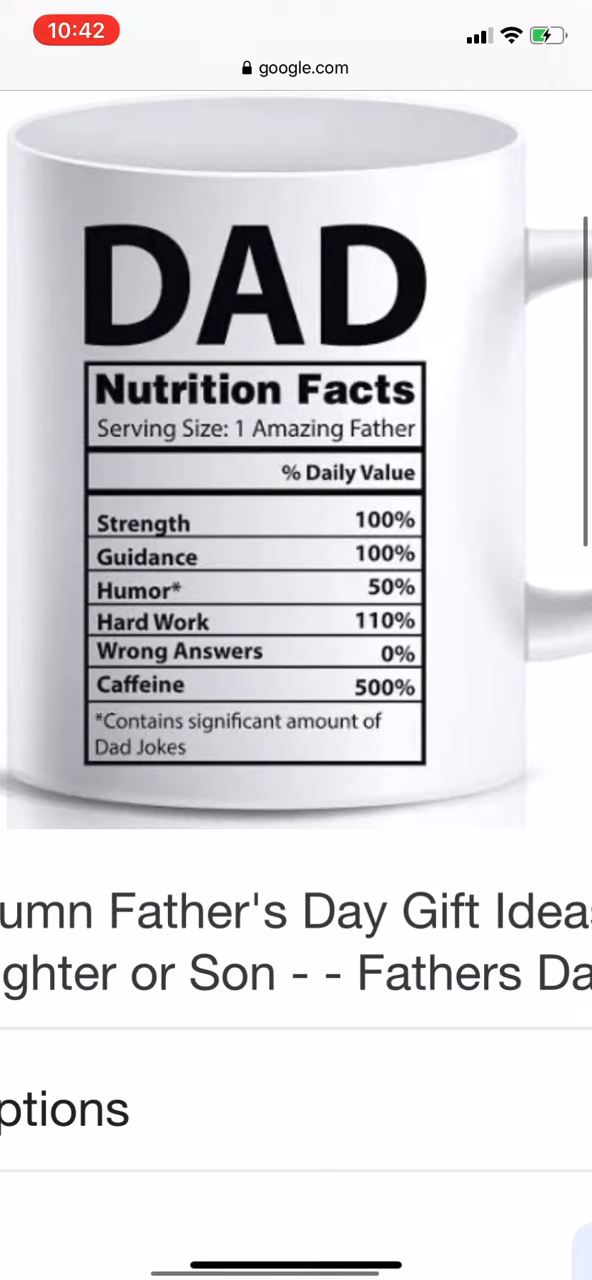 10:42
google.com
DAD
Nutrition Facts
Serving Size: 1 Amazing Father
% Daily Value
Strength 100%
Guidance 100%
Humor* 50%
Hard Work 110%
Wrong Answers 0%
Caffeine 500%
*Contains significant amount of
Dad Jokes
umn Father's Day Gift Ideas
ghter or Son - - Fathers Da
ptions